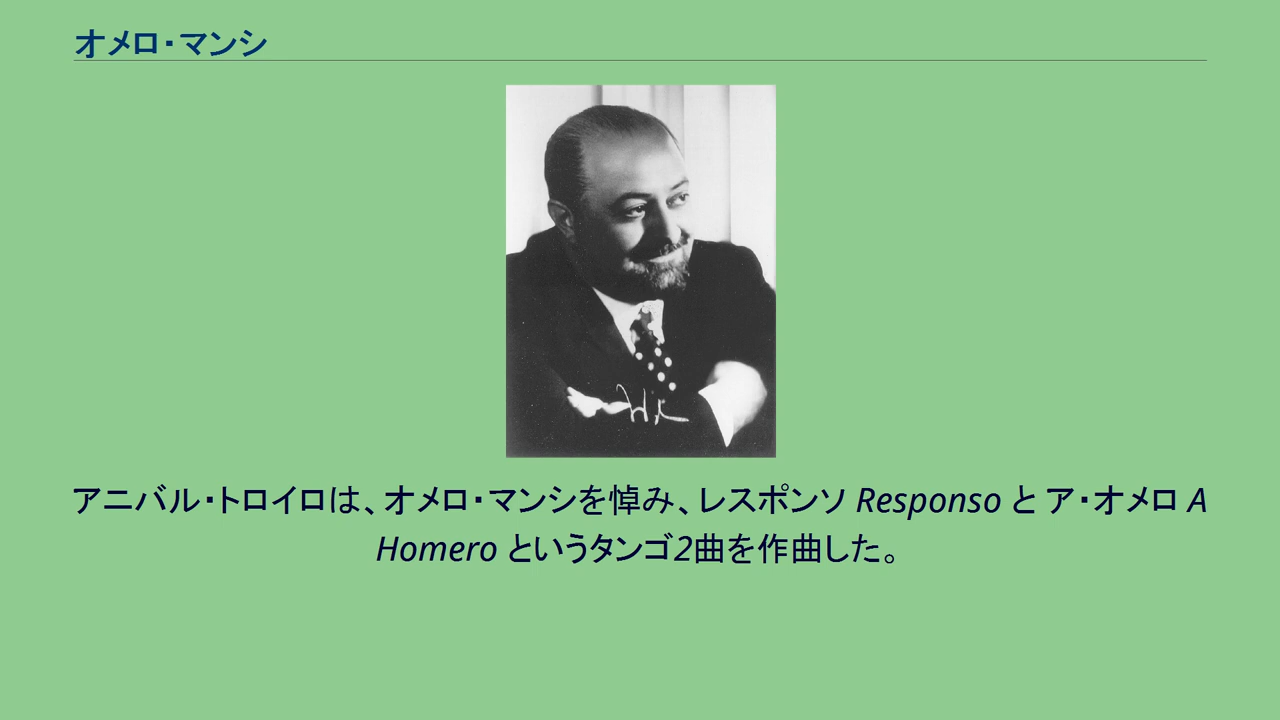 オメロ・マンシ
アニバル・トロイロは、オメロ・マンシを悼み、レスポンソ Responso と ア・オメロ A
Homero というタンゴ2曲を作曲した。